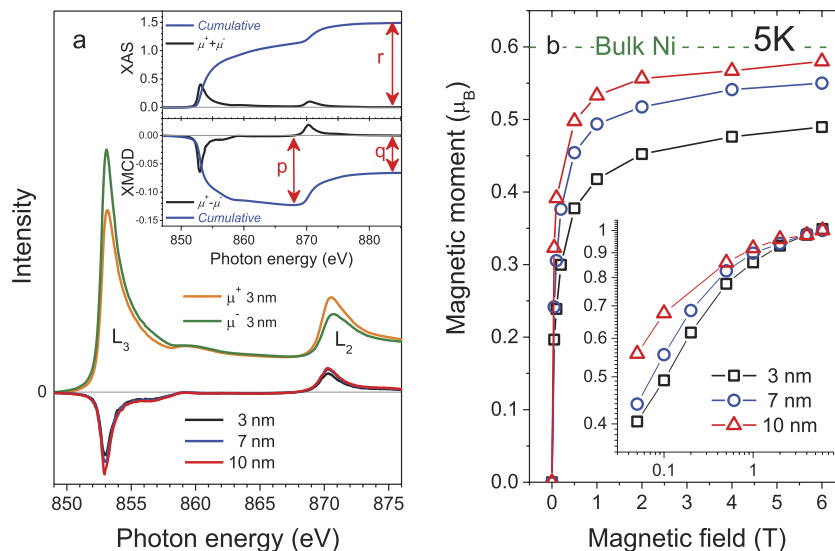 a
XAS
1.5
1.0
0.5
0.0
Cumulative
μ⁺+μ⁻
r
XMCD
0.00
-0.05
-0.10
-0.15
p
q
μ⁺-μ⁻
Cumulative
850
860
870
880
Photon energy (eV)
Intensity
0
L₃
μ⁺ 3 nm
μ⁻ 3 nm
L₂
3 nm
7 nm
10 nm
850
860
870
Photon energy (eV)
b
Bulk Ni
5K
Magnetic moment (μ_B)
0.6
0.5
0.4
0.3
0.2
0.1
0.0
1
0.9
0.8
0.7
0.6
0.5
0.4
0.1
1
3 nm
7 nm
10 nm
0
1
2
3
4
5
6
Magnetic field (T)